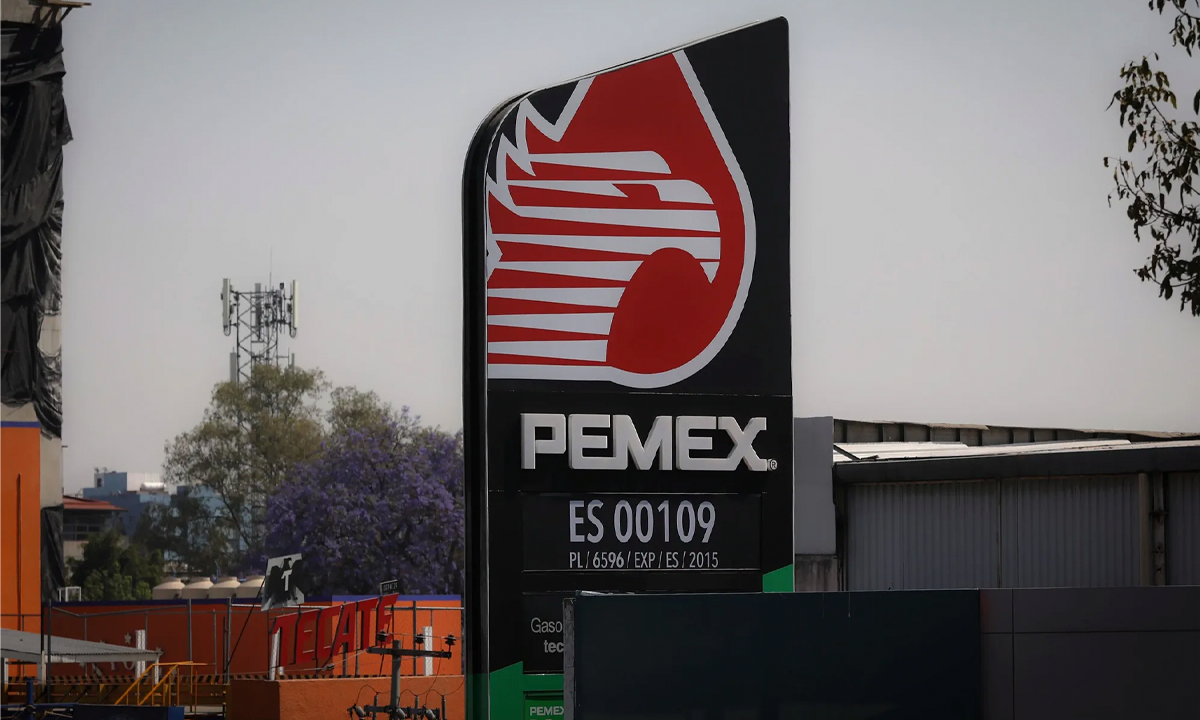 PEMEX®
ES 00109
PL / 6596 / EXP / ES / 2015
PEMEX
TECATE
T